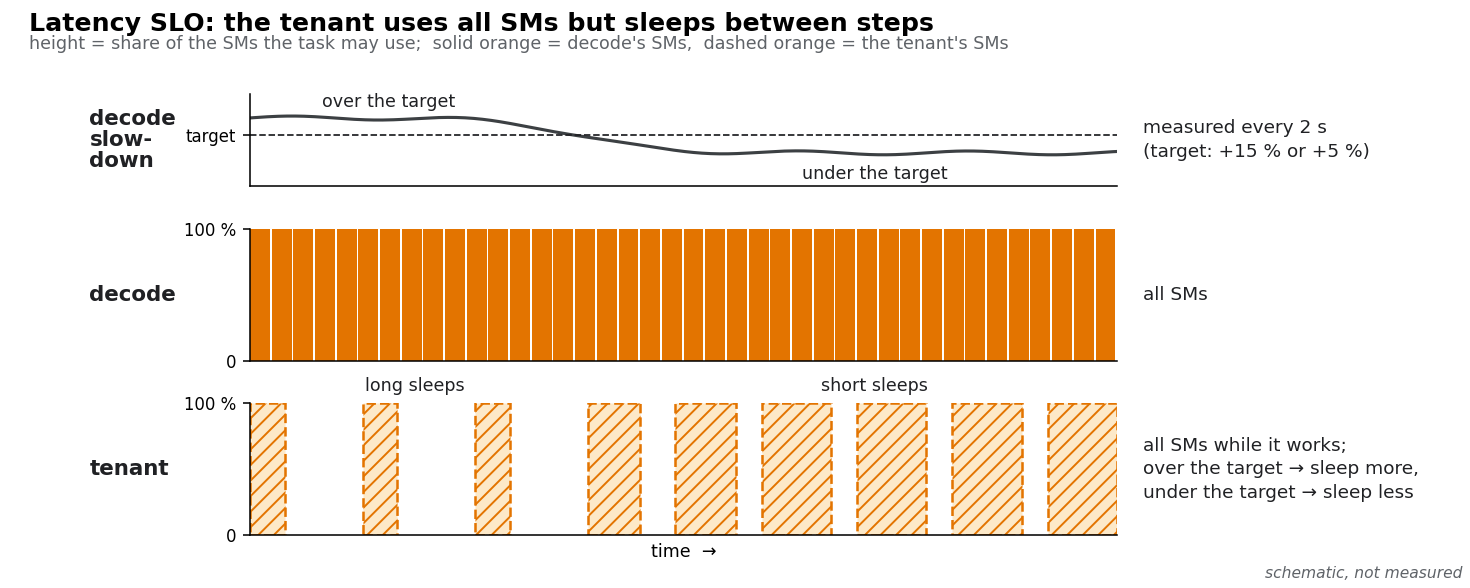 Latency SLO: the tenant uses all SMs but sleeps between steps
height = share of the SMs the task may use;  solid orange = decode's SMs,  dashed orange = the tenant's SMs
decode
slow-
down
target
over the target
under the target
measured every 2 s
(target: +15 % or +5 %)
100 %
decode
0
all SMs
long sleeps
short sleeps
100 %
tenant
0
all SMs while it works;
over the target → sleep more,
under the target → sleep less
time →
schematic, not measured